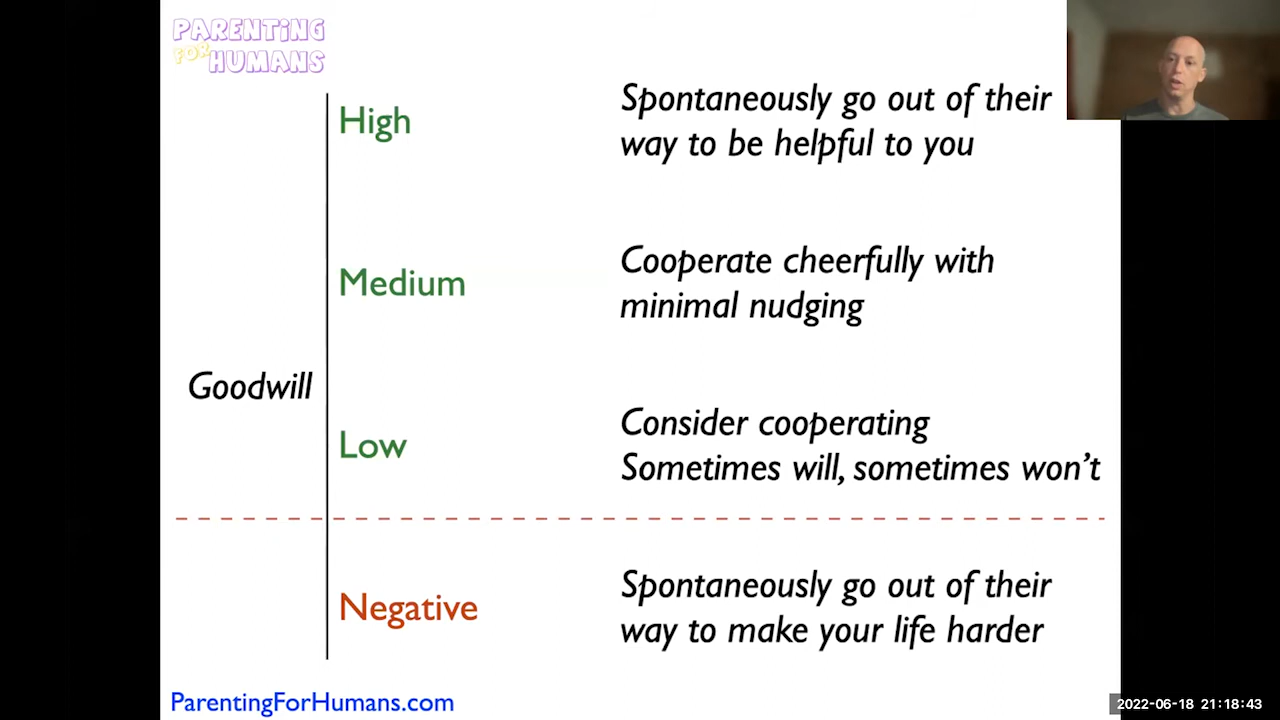 PARENTING
FOR HUMANS
High
Spontaneously go out of their
way to be helpful to you
Medium
Cooperate cheerfully with
minimal nudging
Goodwill
Low
Consider cooperating
Sometimes will, sometimes won't
Negative
Spontaneously go out of their
way to make your life harder
ParentingForHumans.com
2022-06-18 21:18:43